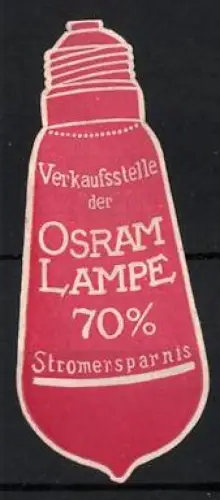 Verkaufsstelle
der
OSRAM
LAMPE
70%
Stromersparnis